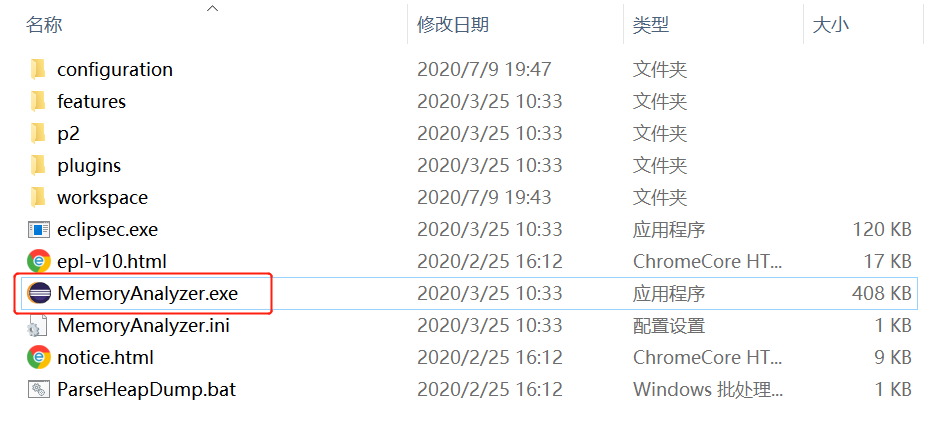 名称 修改日期 类型 大小
configuration 2020/7/9 19:47 文件夹
features 2020/3/25 10:33 文件夹
p2 2020/3/25 10:33 文件夹
plugins 2020/3/25 10:33 文件夹
workspace 2020/7/9 19:43 文件夹
eclipsec.exe 2020/3/25 10:33 应用程序 120 KB
epl-v10.html 2020/2/25 16:12 ChromeCore HT... 17 KB
MemoryAnalyzer.exe 2020/3/25 10:33 应用程序 408 KB
MemoryAnalyzer.ini 2020/3/25 10:33 配置设置 1 KB
notice.html 2020/2/25 16:12 ChromeCore HT... 9 KB
ParseHeapDump.bat 2020/2/25 16:12 Windows 批处理... 1 KB